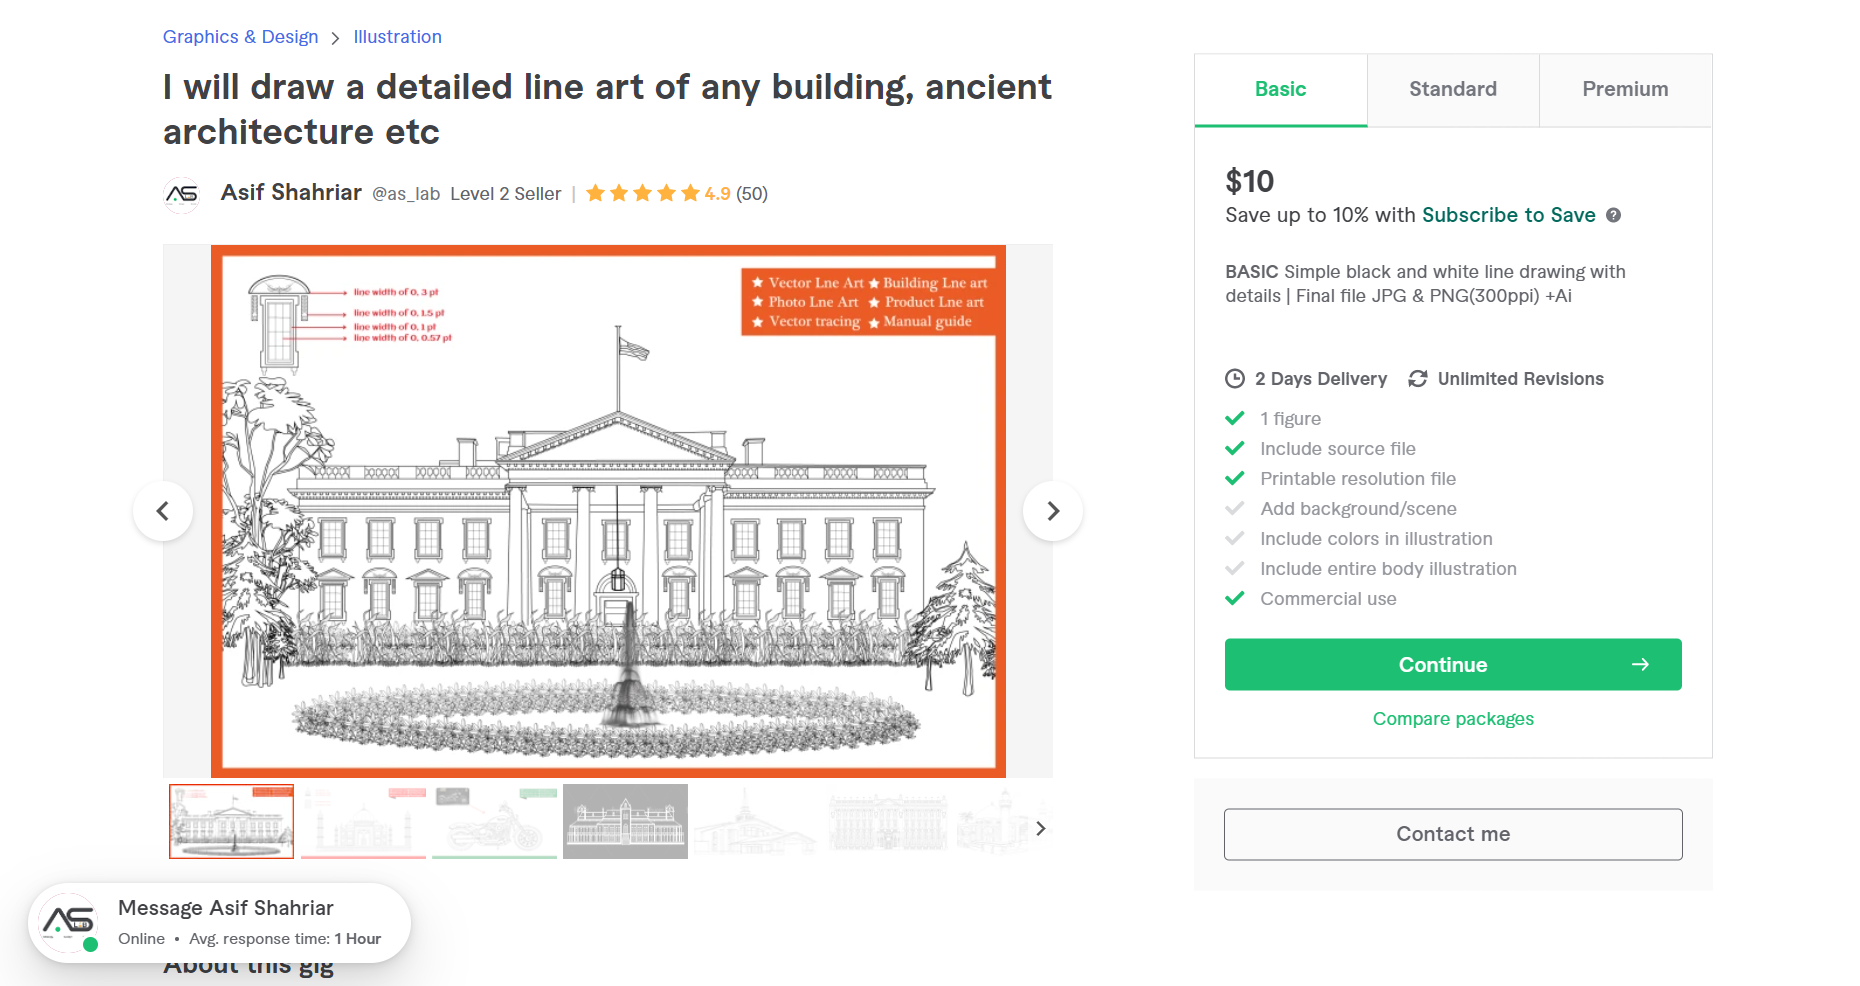 Graphics & Design > Illustration
I will draw a detailed line art of any building, ancient
architecture etc
AS Asif Shahriar @as_lab Level 2 Seller | 4.9 (50)
line width of 0, 3 pt
line width of 0, 1.5 pt
line width of 0, 1 pt
line width of 0, 0.57 pt
Vector Lne Art Building Lne art
Photo Lne Art Product Lne art
Vector tracing Manual guide
Basic Standard Premium
$10
Save up to 10% with Subscribe to Save ?
BASIC Simple black and white line drawing with
details | Final file JPG & PNG(300ppi) +Ai
2 Days Delivery Unlimited Revisions
1 figure
Include source file
Printable resolution file
Add background/scene
Include colors in illustration
Include entire body illustration
Commercial use
Continue →
Compare packages
Contact me
AS
Message Asif Shahriar
Online • Avg. response time: 1 Hour
About this gig